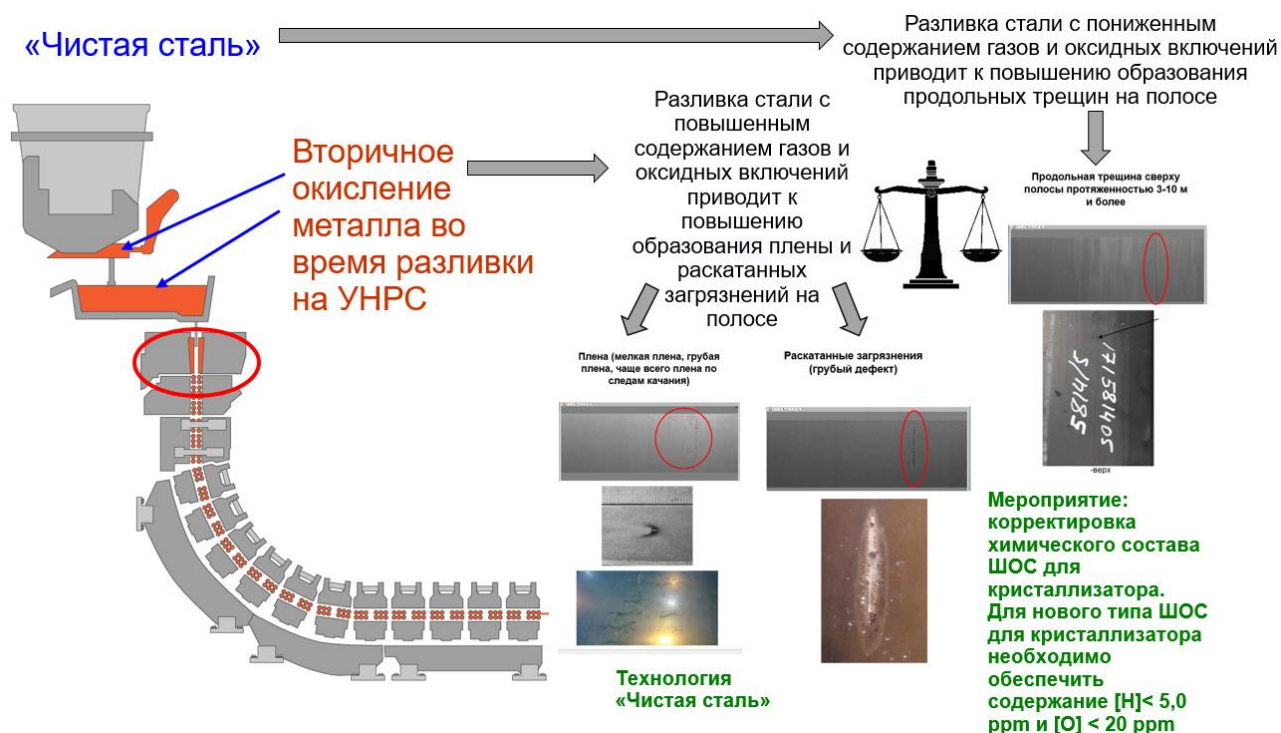 «Чистая сталь»
Разливка стали с пониженным
содержанием газов и оксидных включений
приводит к повышению образования
продольных трещин на полосе
Вторичное
окисление
металла во
время разливки
на УНРС
Разливка стали с
повышенным
содержанием газов и
оксидных включений
приводит к
повышению
образования плены и
раскатанных
загрязнений на
полосе
Продольная трещина сверху
полосы протяженностью 3-10 м
и более
Плена (мелкая плена, грубая
плена, чаще всего плена по
следам качания)
Раскатанные загрязнения
(грубый дефект)
5814/5
171581405
-верх
Технология
«Чистая сталь»
Мероприятие:
корректировка
химического состава
ШОС для
кристаллизатора.
Для нового типа ШОС
для кристаллизатора
необходимо
обеспечить
содержание [H]< 5,0
ppm и [O] < 20 ppm